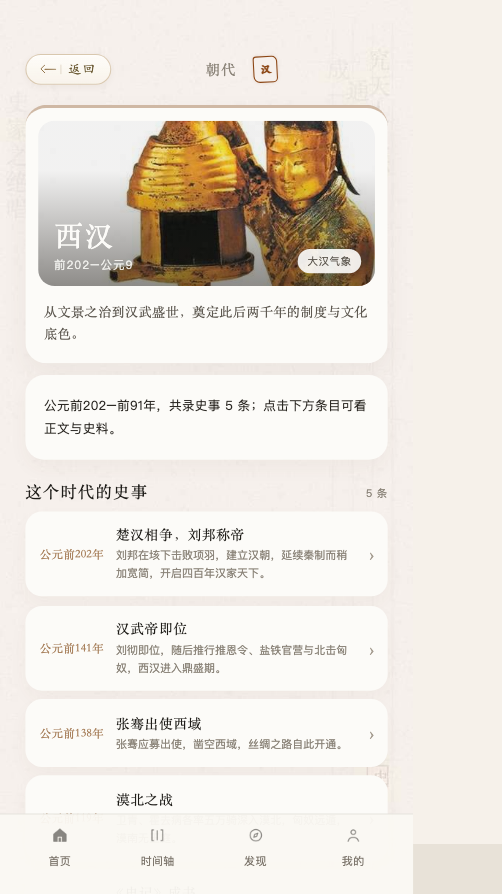 返回
朝代
汉
西汉
前202—公元9
大汉气象
从文景之治到汉武盛世，奠定此后两千年的制度与文化
底色。
公元前202—前91年，共录史事 5 条；点击下方条目可看
正文与史料。
这个时代的史事
5 条
楚汉相争，刘邦称帝
公元前202年
刘邦在垓下击败项羽，建立汉朝，延续秦制而稍
加宽简，开启四百年汉家天下。
汉武帝即位
公元前141年
刘彻即位，随后推行推恩令、盐铁官营与北击匈
奴，西汉进入鼎盛期。
张骞出使西域
公元前138年
张骞应募出使，凿空西域，丝绸之路自此开通。
漠北之战
首页
时间轴
发现
我的